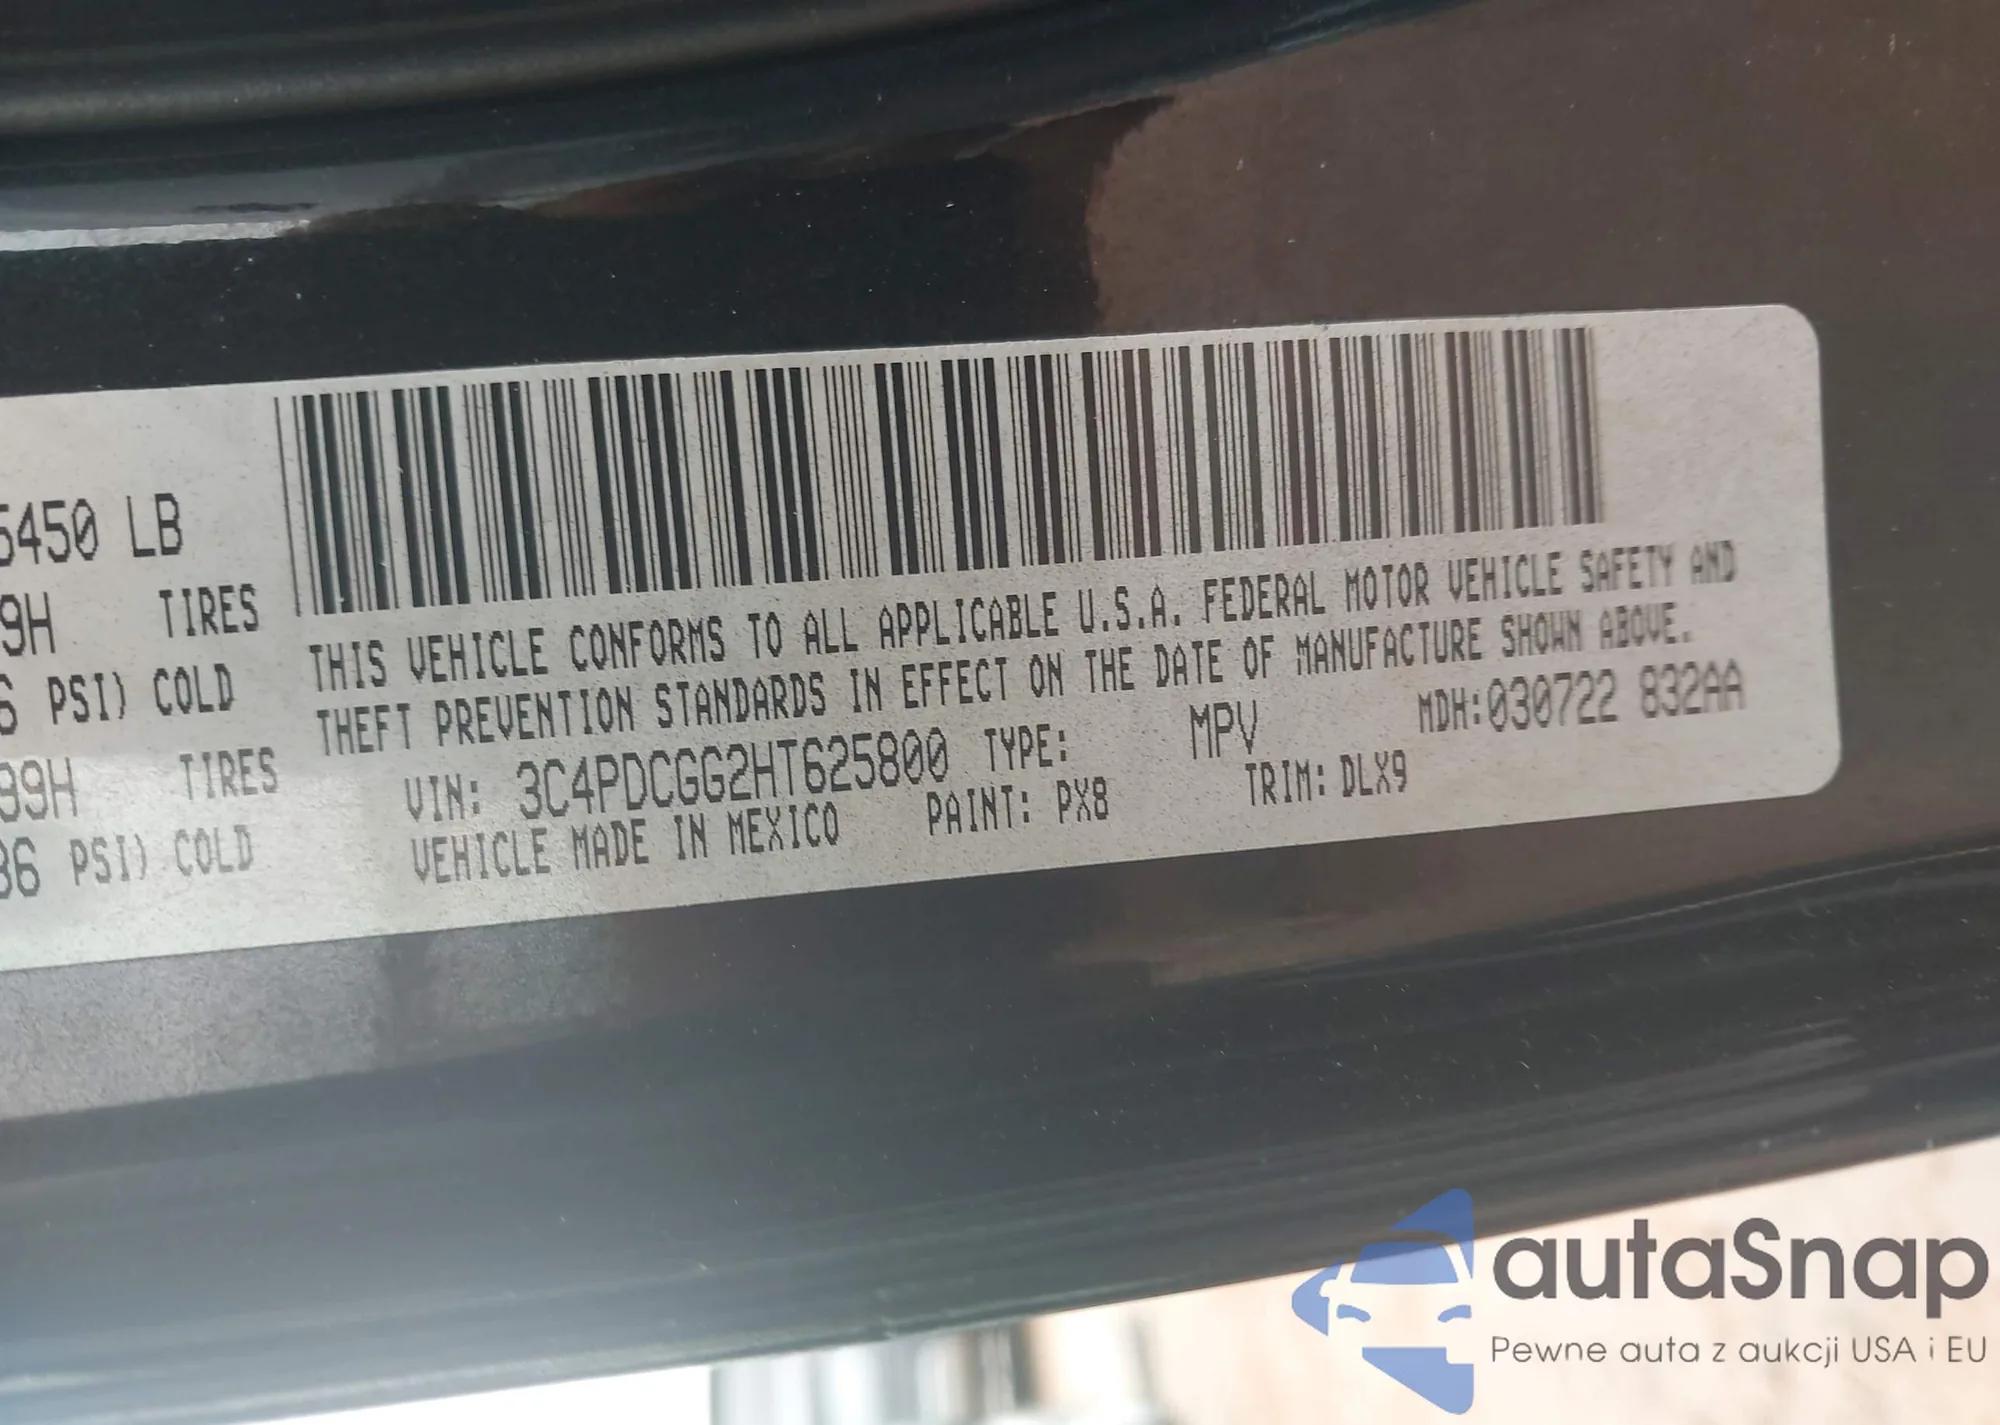 5450 LB
9H TIRES
6 PSI) COLD
99H TIRES
36 PSI) COLD
THIS VEHICLE CONFORMS TO ALL APPLICABLE U.S.A. FEDERAL MOTOR VEHICLE SAFETY AND
THEFT PREVENTION STANDARDS IN EFFECT ON THE DATE OF MANUFACTURE SHOWN ABOVE.
VIN: 3C4PDCGG2HT625800 TYPE: MPV MDH:030722 832AA
VEHICLE MADE IN MEXICO PAINT: PX8 TRIM: DLX9
autaSnap
Pewne auta z aukcji USA i EU